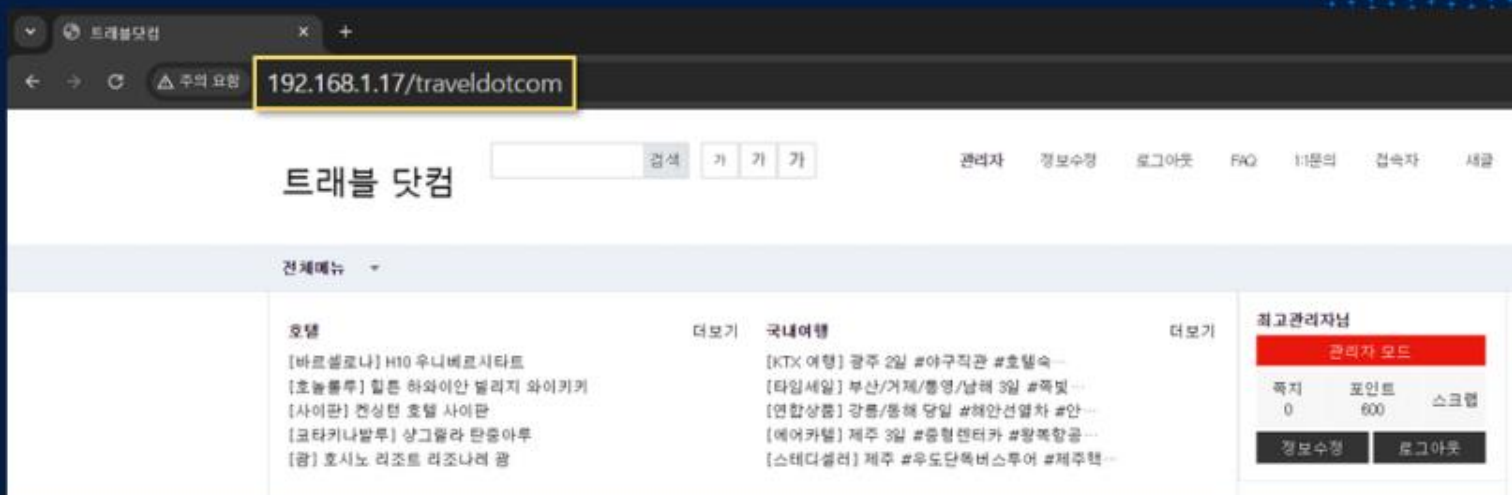 트래블닷컴
주의 요함 192.168.1.17/traveldotcom
트래블 닷컴 검색 가 가 가 관리자 정보수정 로그아웃 FAQ 1:1문의 접속자 새글
전체메뉴
호텔 더보기
[바르셀로나] H10 우니베르시타트
[호놀룰루] 힐튼 하와이안 빌리지 와이키키
[사이판] 켄싱턴 호텔 사이판
[코타키나발루] 샹그릴라 탄중아루
[괌] 호시노 리조트 리조나레 괌
국내여행 더보기
[KTX 여행] 광주 2일 #야구직관 #호텔숙…
[타임세일] 부산/거제/통영/남해 3일 #쪽빛…
[연합상품] 강릉/동해 당일 #해안선열차 #안…
[에어카텔] 제주 3일 #중형렌터카 #왕복항공…
[스테디셀러] 제주 #우도단독버스투어 #제주핵…
최고관리자님
관리자 모드
쪽지 포인트 스크랩
0 600
정보수정 로그아웃